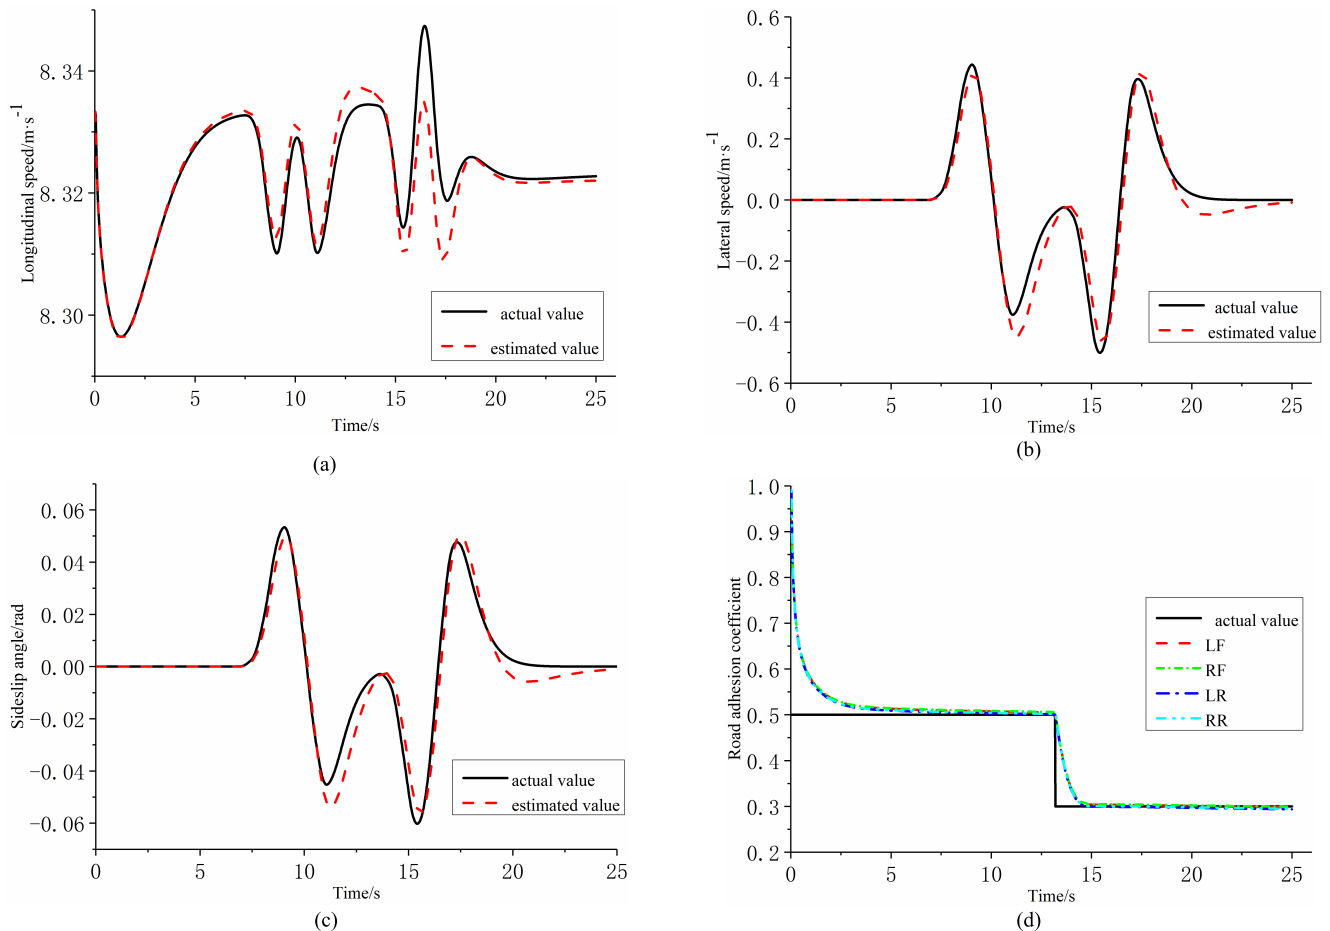 8.34
8.32
8.30
Longitudinal speed/m·s⁻¹
actual value
estimated value
0 5 10 15 20 25
Time/s
(a)
0.6
0.4
0.2
0.0
−0.2
−0.4
−0.6
Lateral speed/m·s⁻¹
actual value
estimated value
0 5 10 15 20 25
Time/s
(b)
0.06
0.04
0.02
0.00
−0.02
−0.04
−0.06
Sideslip angle/rad
actual value
estimated value
0 5 10 15 20 25
Time/s
(c)
1.0
0.9
0.8
0.7
0.6
0.5
0.4
0.3
0.2
Road adhesion coefficient
actual value
LF
RF
LR
RR
0 5 10 15 20 25
Time/s
(d)